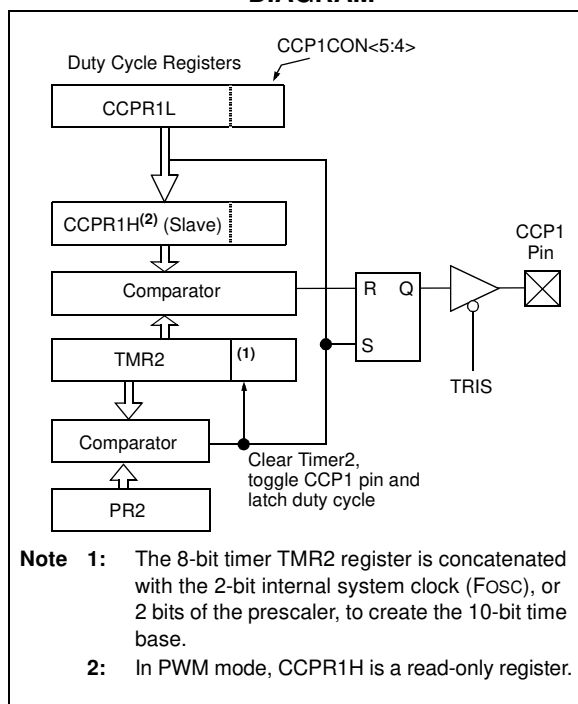 DIAGRAM
CCP1CON<5:4>
Duty Cycle Registers
CCPR1L
CCPR1H(2) (Slave)
CCP1
Pin
Comparator
R Q
TMR2
(1)
S
TRIS
Comparator
Clear Timer2,
toggle CCP1 pin and
latch duty cycle
PR2
Note 1: The 8-bit timer TMR2 register is concatenated
with the 2-bit internal system clock (FOSC), or
2 bits of the prescaler, to create the 10-bit time
base.
2: In PWM mode, CCPR1H is a read-only register.